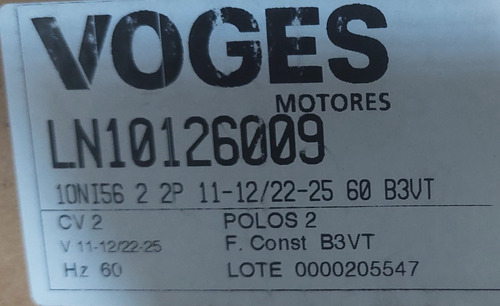 VOGES
MOTORES
LN10126009
10NI56 2 2P 11-12/22-25 60 B3VT
CV 2
POLOS 2
V 11-12/22-25
F. Const B3VT
Hz 60
LOTE 0000205547